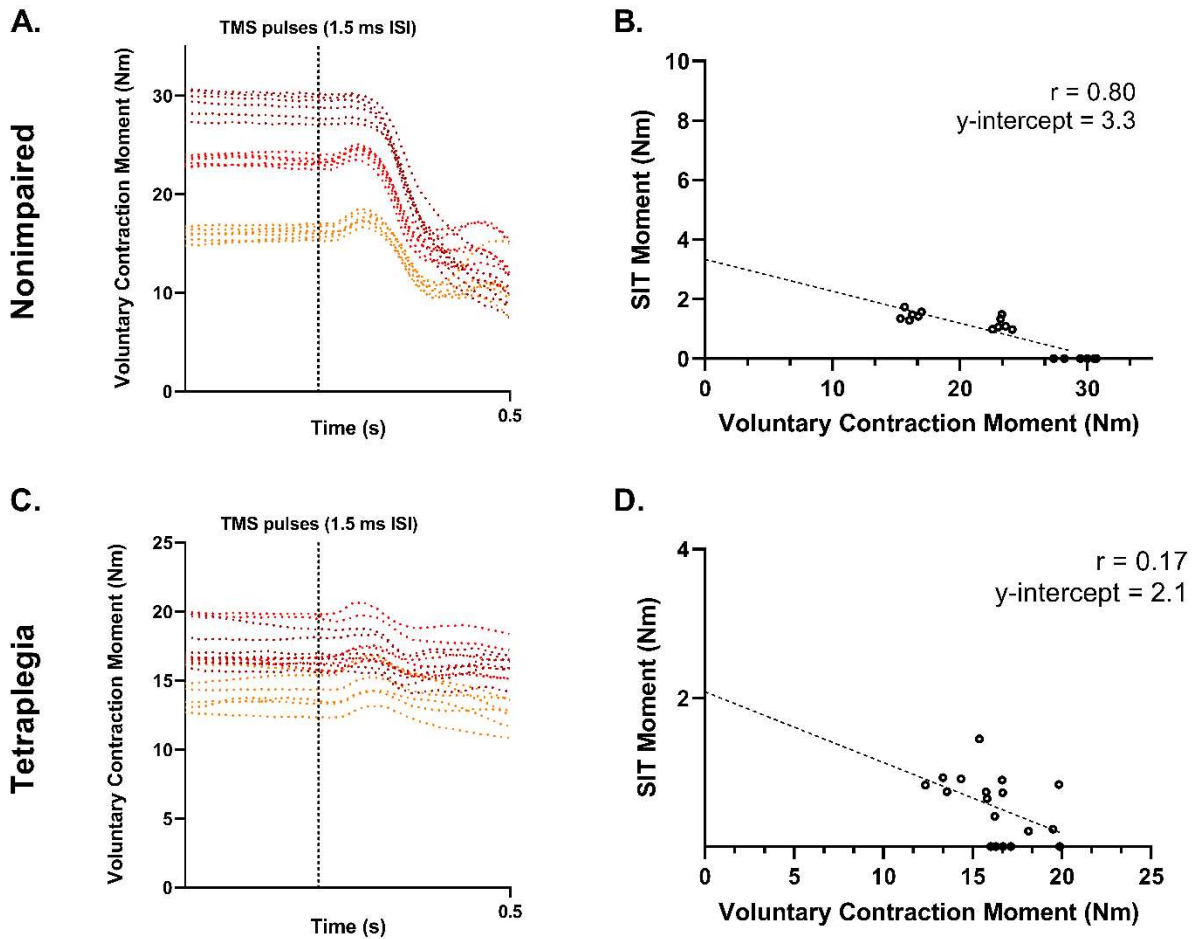 A.
TMS pulses (1.5 ms ISI)
Nonimpaired
Voluntary Contraction Moment (Nm)
30
20
10
0
0.5
Time (s)
B.
r = 0.80
y-intercept = 3.3
SIT Moment (Nm)
10
8
6
4
2
0
0
10
20
30
Voluntary Contraction Moment (Nm)
C.
TMS pulses (1.5 ms ISI)
Tetraplegia
Voluntary Contraction Moment (Nm)
25
20
15
10
5
0
0.5
Time (s)
D.
r = 0.17
y-intercept = 2.1
SIT Moment (Nm)
4
2
0
5
10
15
20
25
Voluntary Contraction Moment (Nm)